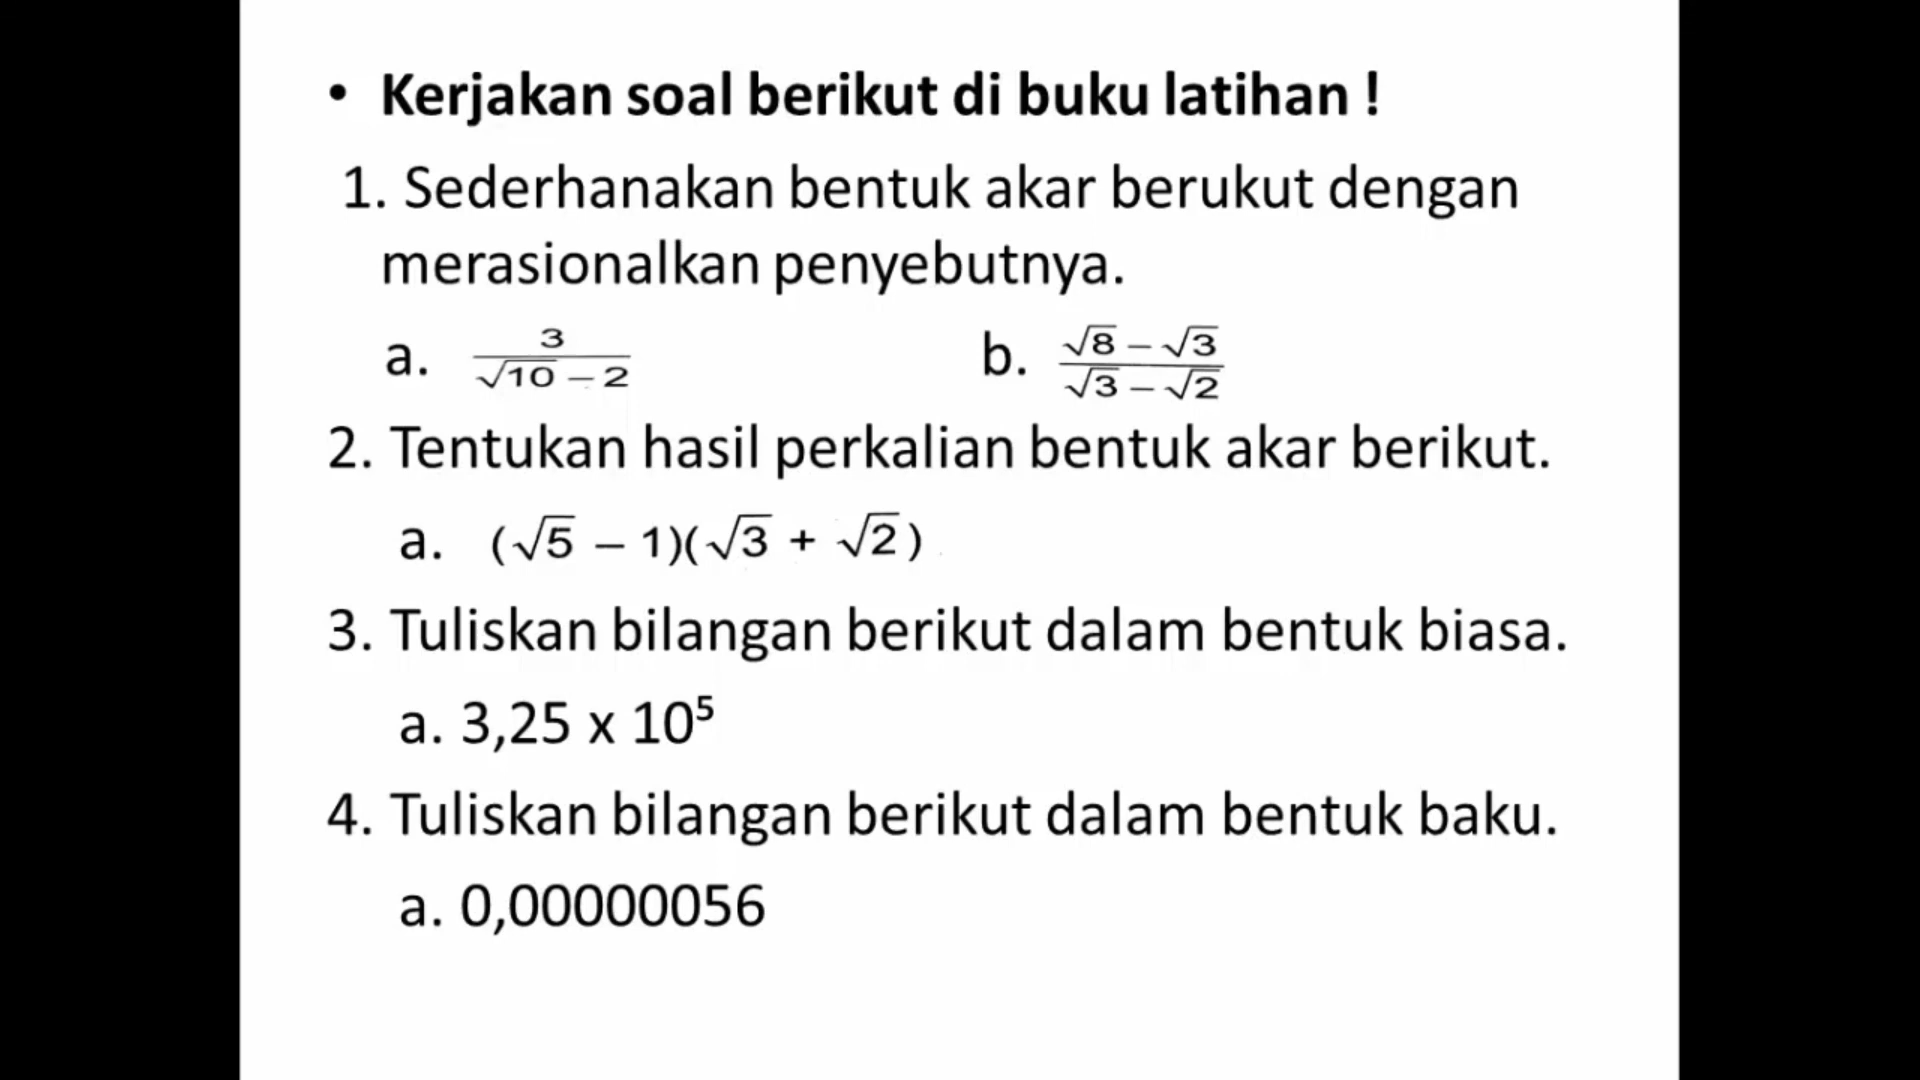 • Kerjakan soal berikut di buku latihan !
1. Sederhanakan bentuk akar berukut dengan
merasionalkan penyebutnya.
a. 3/(√10 – 2) b. (√8 – √3)/(√3 – √2)
2. Tentukan hasil perkalian bentuk akar berikut.
a. (√5 – 1)(√3 + √2)
3. Tuliskan bilangan berikut dalam bentuk biasa.
a. 3,25 x 10⁵
4. Tuliskan bilangan berikut dalam bentuk baku.
a. 0,00000056